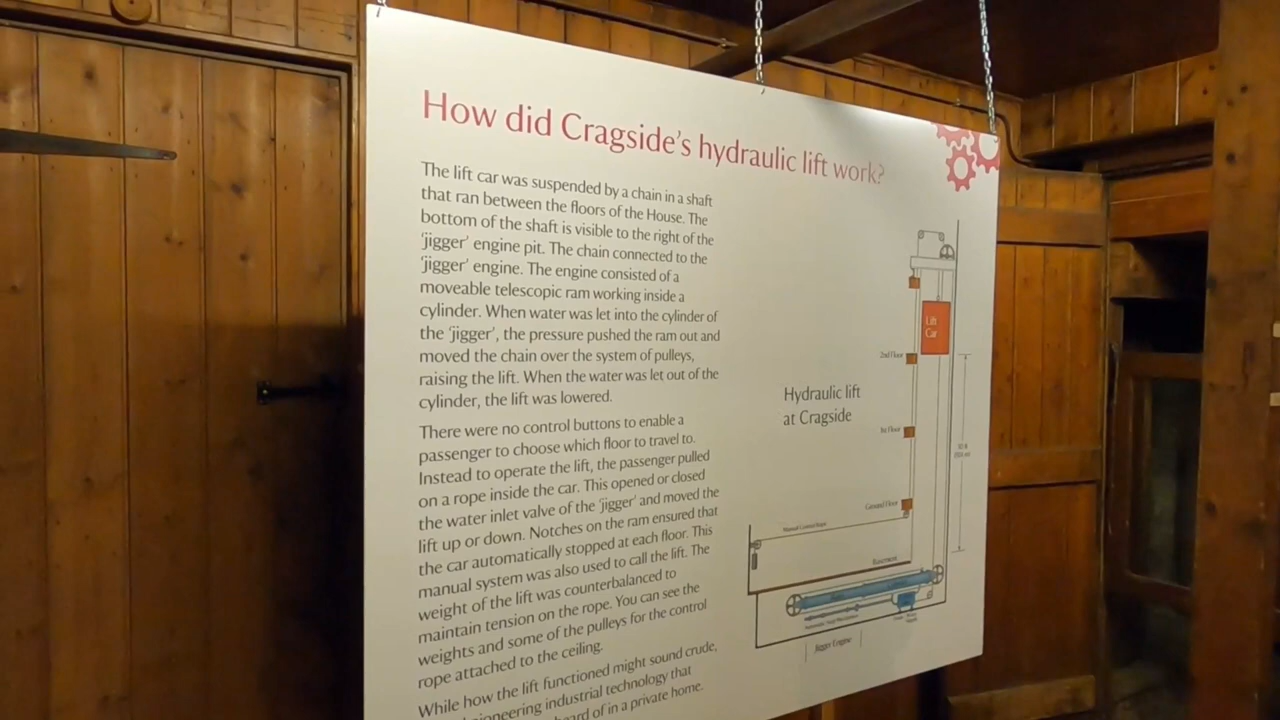 How did Cragside's hydraulic lift work?
The lift car was suspended by a chain in a shaft
that ran between the floors of the House. The
bottom of the shaft is visible to the right of the
'jigger' engine pit. The chain connected to the
'jigger' engine. The engine consisted of a
moveable telescopic ram working inside a
cylinder. When water was let into the cylinder of
the 'jigger', the pressure pushed the ram out and
moved the chain over the system of pulleys,
raising the lift. When the water was let out of the
cylinder, the lift was lowered.
There were no control buttons to enable a
passenger to choose which floor to travel to.
Instead to operate the lift, the passenger pulled
on a rope inside the car. This opened or closed
the water inlet valve of the 'jigger' and moved the
lift up or down. Notches on the ram ensured that
the car automatically stopped at each floor. This
manual system was also used to call the lift. The
weight of the lift was counterbalanced to
maintain tension on the rope. You can see the
weights and some of the pulleys for the control
rope attached to the ceiling.
While how the lift functioned might sound crude,
pioneering industrial technology that
of in a private home.
Lift
Car
2nd Floor
Hydraulic lift
at Cragside
1st Floor
Ground Floor
Manual Control Rope
Basement
Jigger Engine